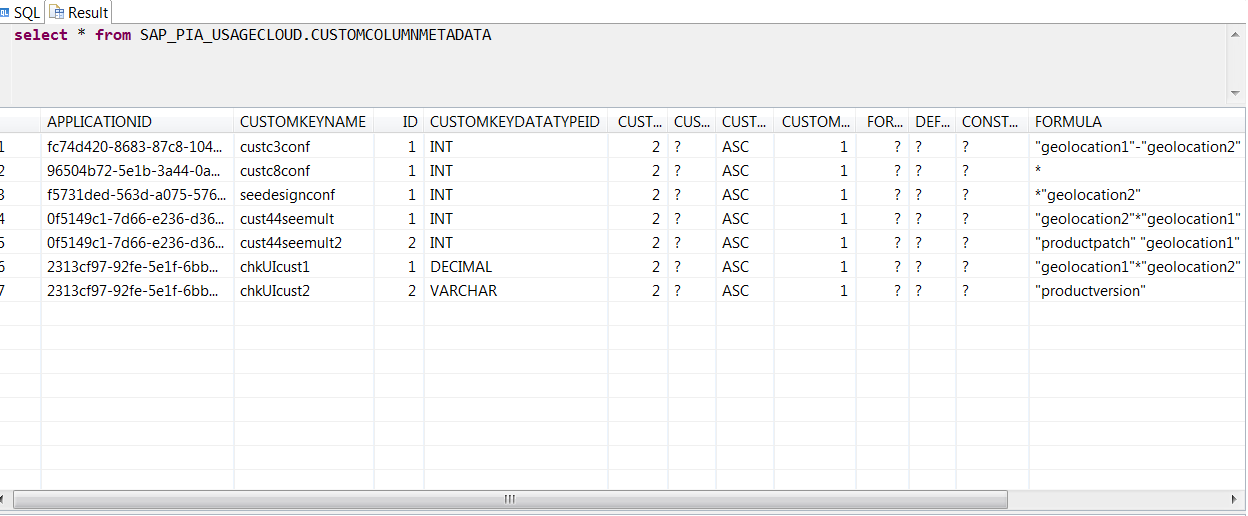 SQL Result
select * from SAP_PIA_USAGECLOUD.CUSTOMCOLUMNMETADATA
APPLICATIONID CUSTOMKEYNAME ID CUSTOMKEYDATATYPEID CUST... CUS... CUST... CUSTOM... FOR... DEF... CONST... FORMULA
1 fc74d420-8683-87c8-104... custc3conf 1 INT 2 ? ASC 1 ? ? ? "geolocation1"-"geolocation2"
2 96504b72-5e1b-3a44-0a... custc8conf 1 INT 2 ? ASC 1 ? ? ? *
3 f5731ded-563d-a075-576... seedesignconf 1 INT 2 ? ASC 1 ? ? ? *"geolocation2"
4 0f5149c1-7d66-e236-d36... cust44seemult 1 INT 2 ? ASC 1 ? ? ? "geolocation2"*"geolocation1"
5 0f5149c1-7d66-e236-d36... cust44seemult2 2 INT 2 ? ASC 1 ? ? ? "productpatch" "geolocation1"
6 2313cf97-92fe-5e1f-6bb... chkUIcust1 1 DECIMAL 2 ? ASC 1 ? ? ? "geolocation1"*"geolocation2"
7 2313cf97-92fe-5e1f-6bb... chkUIcust2 2 VARCHAR 2 ? ASC 1 ? ? ? "productversion"